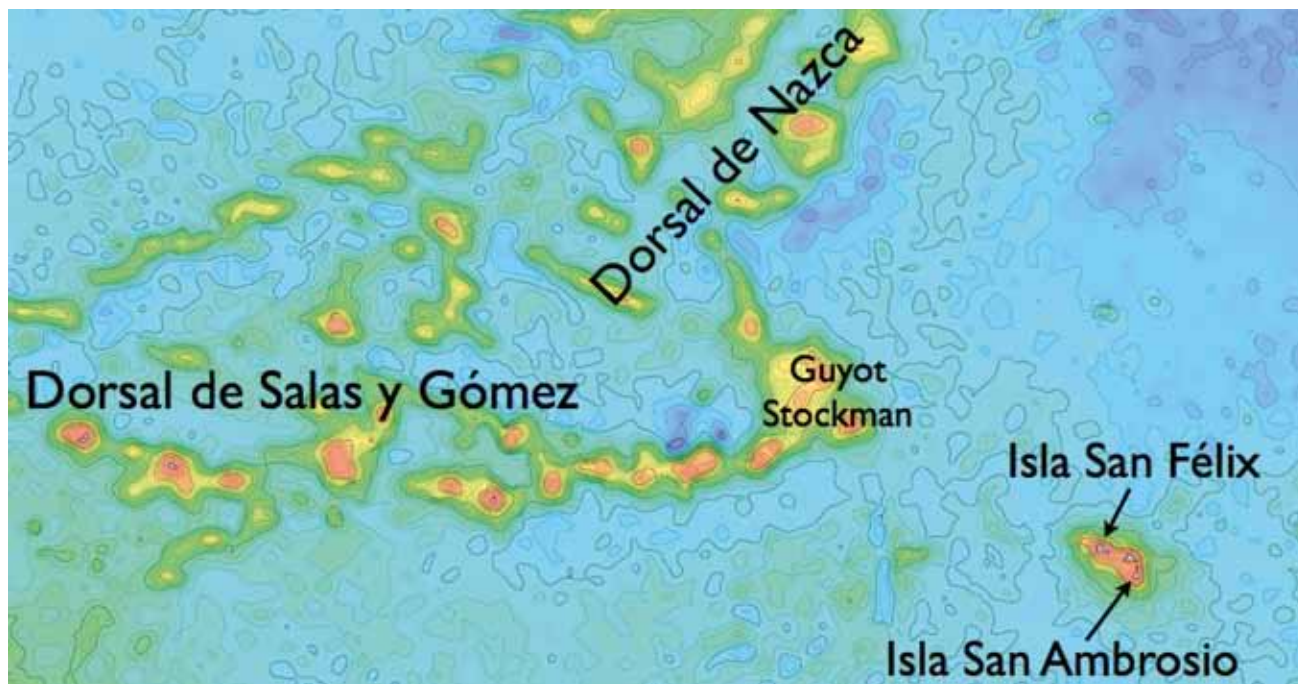 Dorsal de Nazca
Dorsal de Salas y Gómez
Guyot
Stockman
Isla San Félix
Isla San Ambrosio